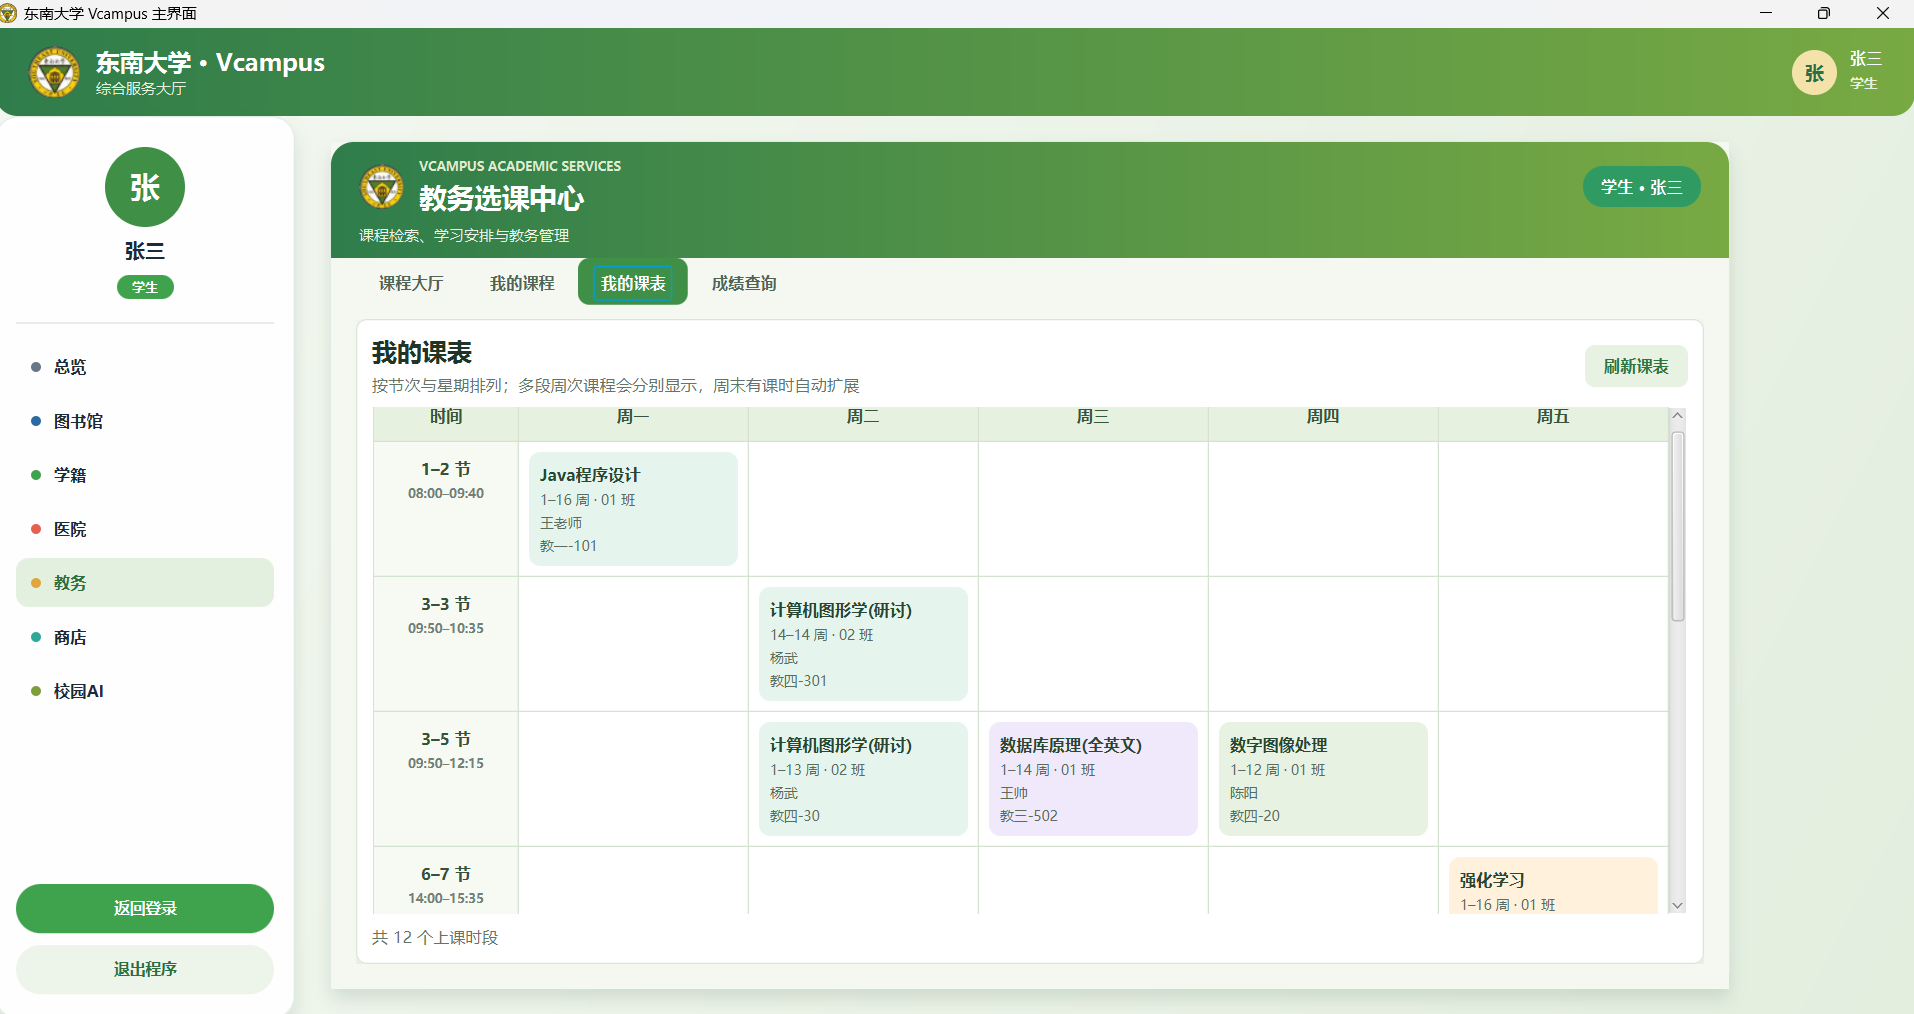 东南大学 Vcampus 主界面
东南大学 • Vcampus
综合服务大厅
张
张三
学生
张
张三
学生
总览
图书馆
学籍
医院
教务
商店
校园AI
返回登录
退出程序
VCAMPUS ACADEMIC SERVICES
教务选课中心
课程检索、学习安排与教务管理
学生 • 张三
课程大厅 我的课程 我的课表 成绩查询
我的课表
按节次与星期排列；多段周次课程会分别显示，周末有课时自动扩展
刷新课表
时间 周一 周二 周三 周四 周五
1–2 节
08:00–09:40
Java程序设计
1–16 周 · 01 班
王老师
教一-101
3–3 节
09:50–10:35
计算机图形学(研讨)
14–14 周 · 02 班
杨武
教四-301
3–5 节
09:50–12:15
计算机图形学(研讨)
1–13 周 · 02 班
杨武
教四-30
数据库原理(全英文)
1–14 周 · 01 班
王帅
教三-502
数字图像处理
1–12 周 · 01 班
陈阳
教四-20
6–7 节
14:00–15:35
强化学习
1–16 周 · 01 班
共 12 个上课时段